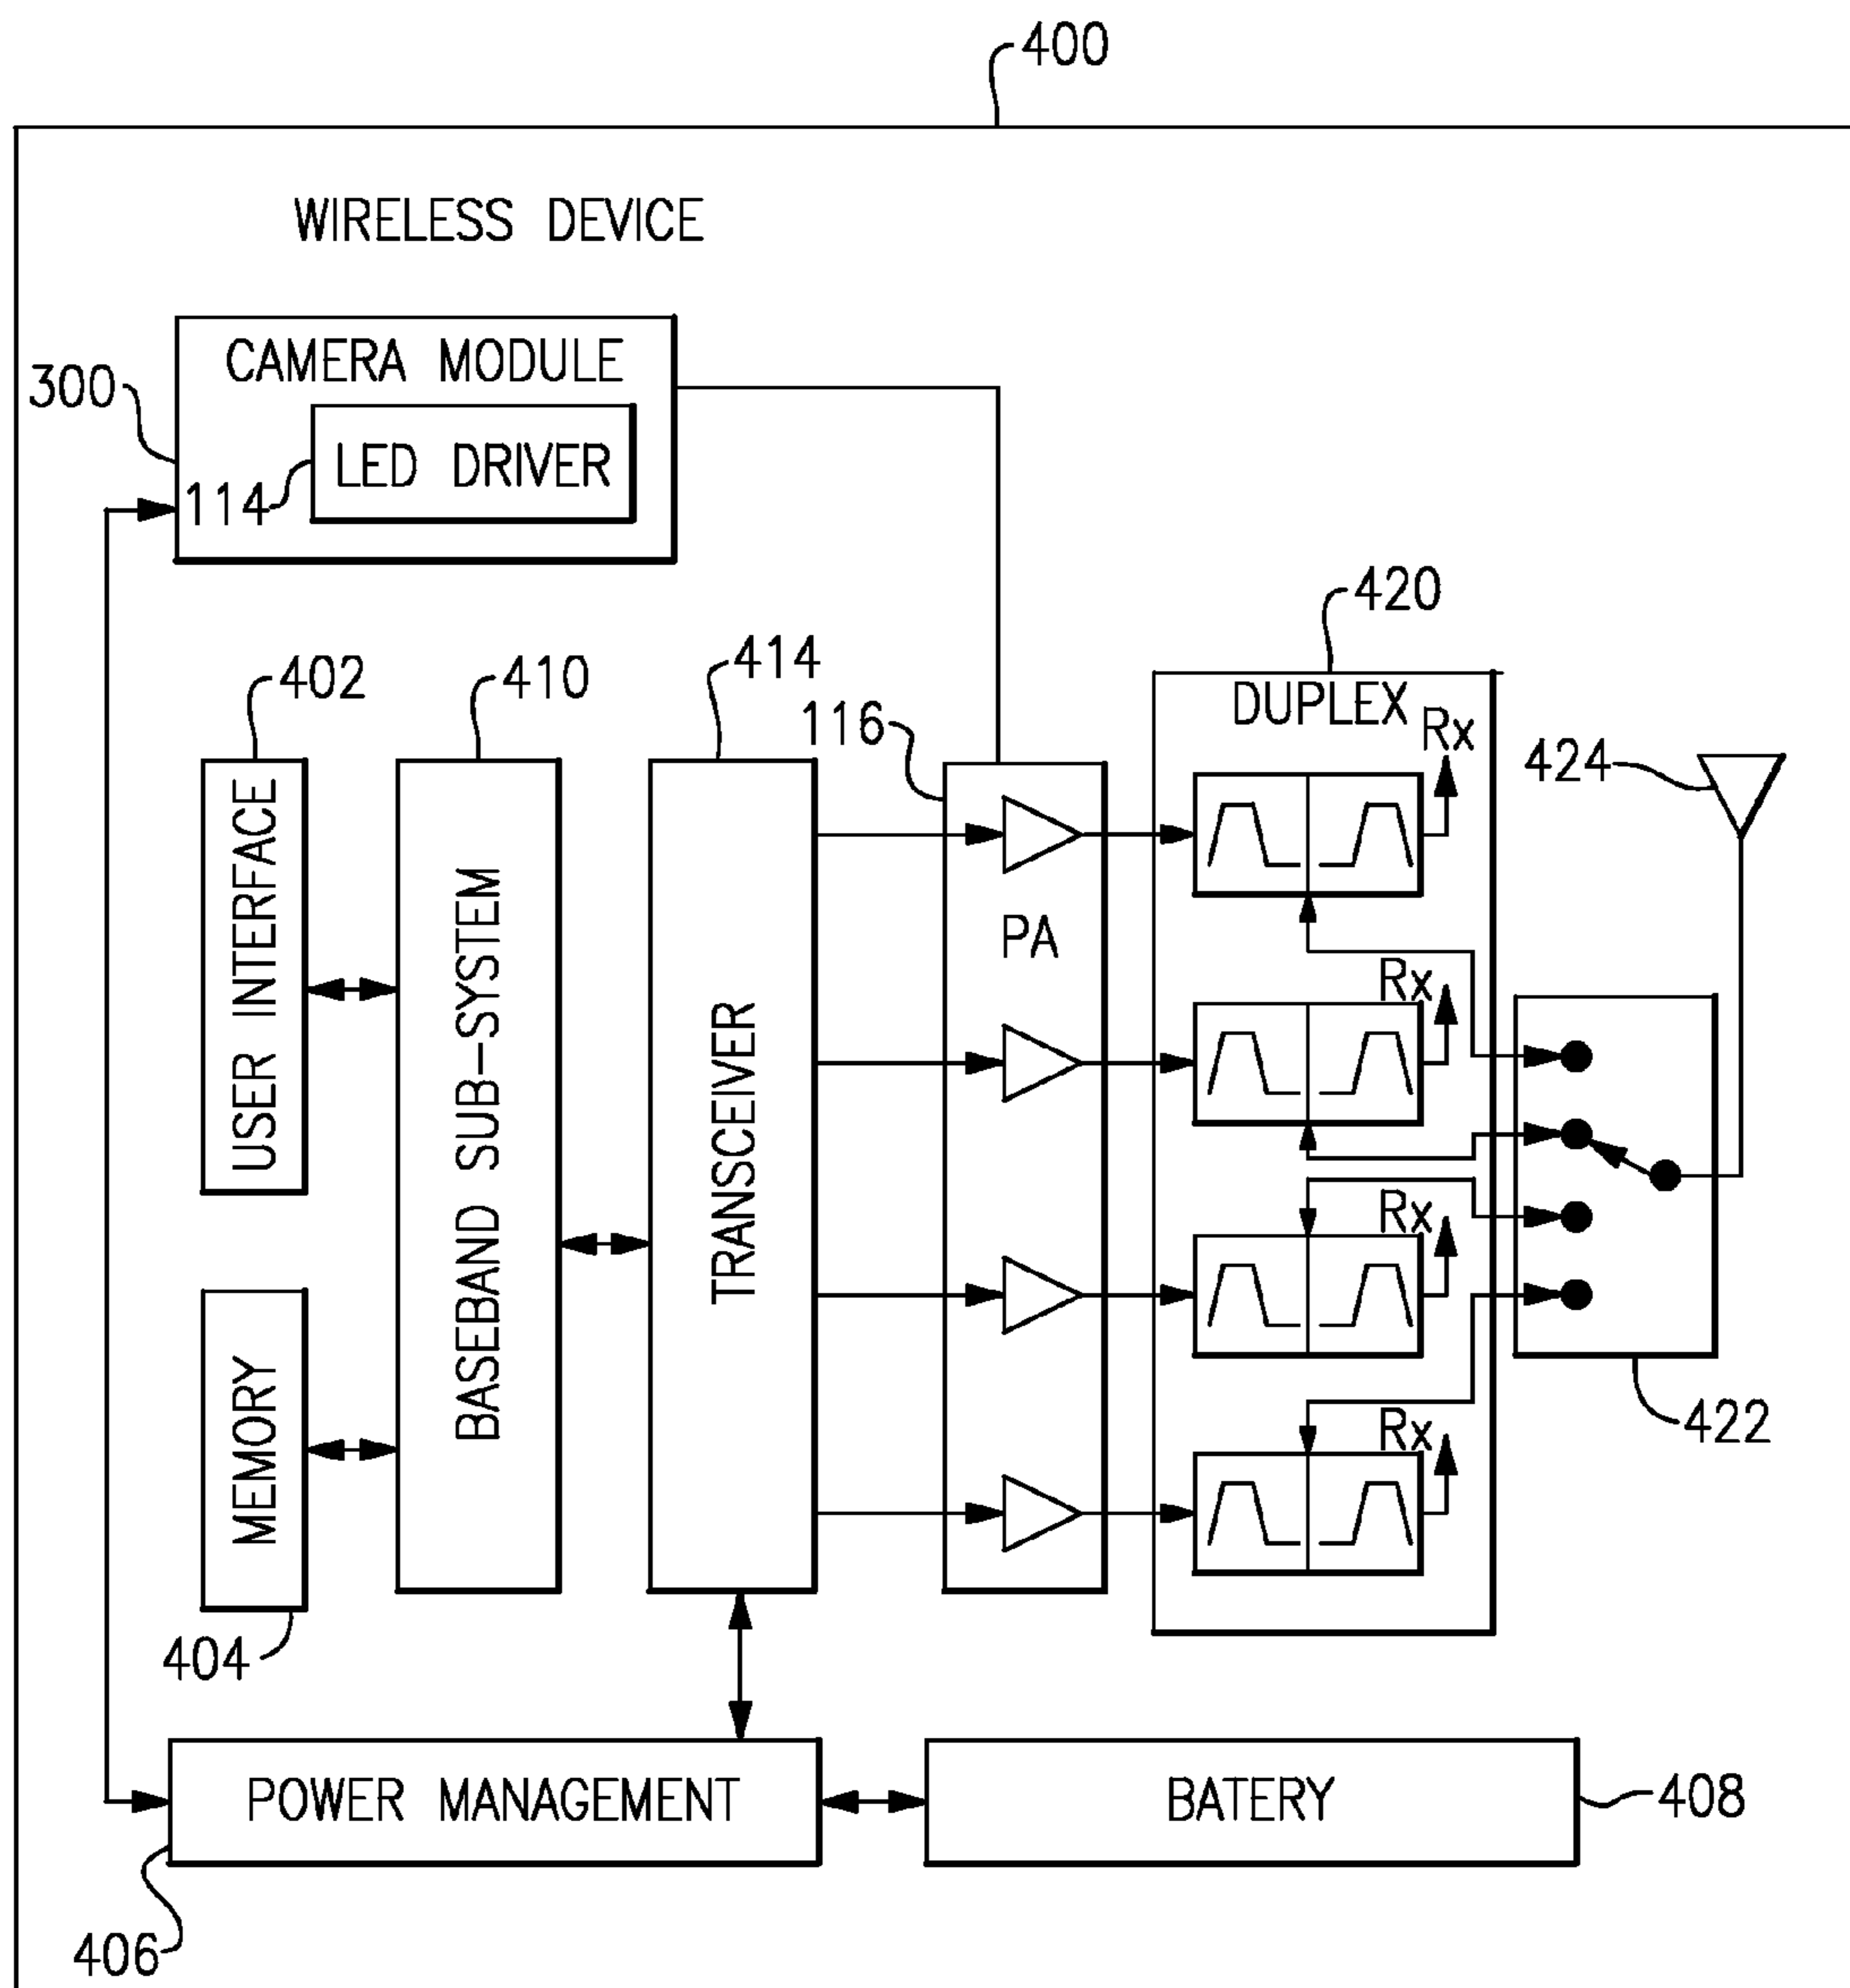 400
WIRELESS DEVICE
CAMERA MODULE
300
LED DRIVER
114
420
402
410
414
116
DUPLEX
Rx
424
USER INTERFACE
BASEBAND SUB-SYSTEM
TRANSCEIVER
PA
Rx
Rx
Rx
422
MEMORY
404
POWER MANAGEMENT
BATERY
408
406